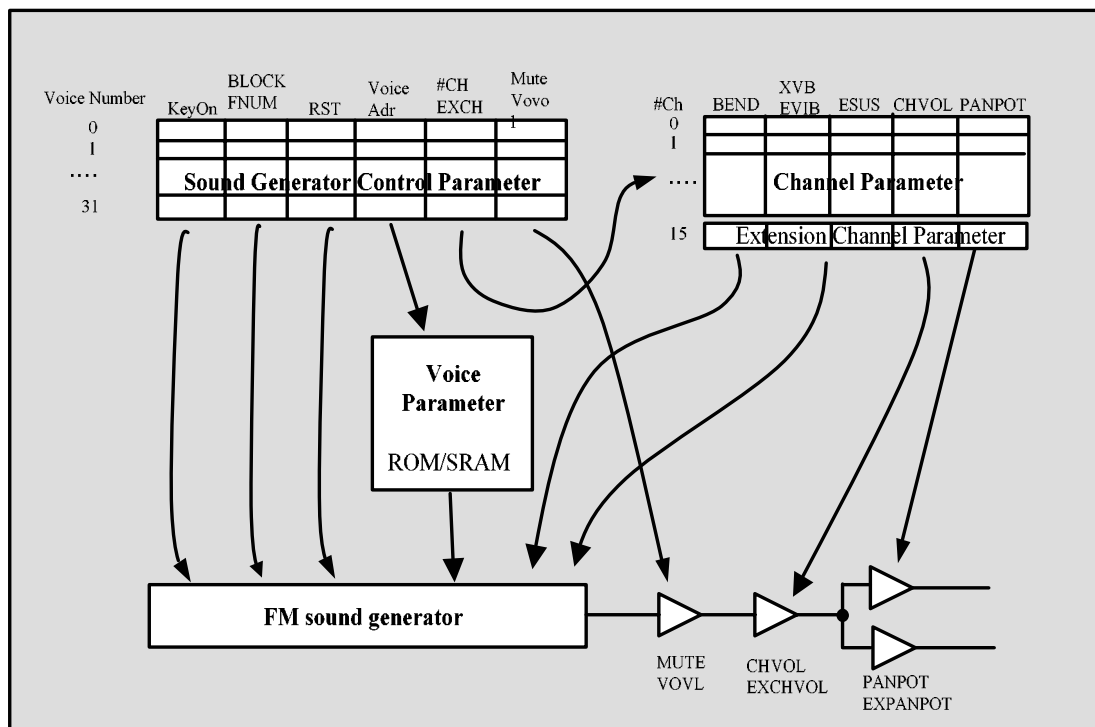 Voice Number
KeyOn
BLOCK
FNUM
RST
Voice
Adr
#CH
EXCH
Mute
Vovo
1
0
1
....
31
Sound Generator Control Parameter
#Ch
BEND
XVB
EVIB
ESUS
CHVOL
PANPOT
0
1
....
15
Channel Parameter
Extension Channel Parameter
Voice
Parameter
ROM/SRAM
FM sound generator
MUTE
VOVL
CHVOL
EXCHVOL
PANPOT
EXPANPOT